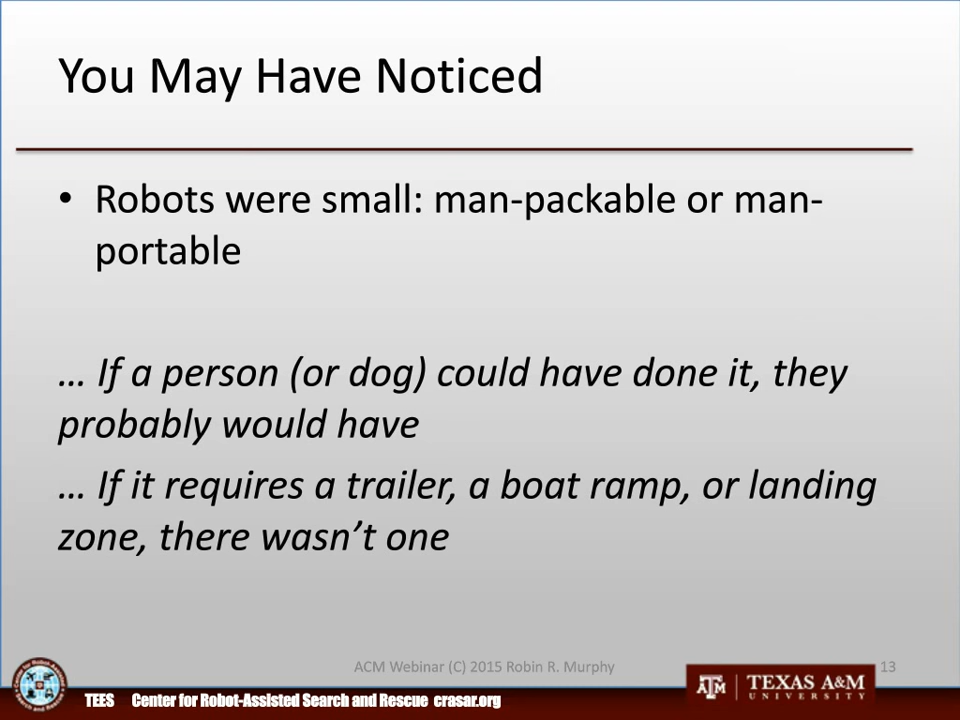 You May Have Noticed
• Robots were small: man-packable or man-
portable
… If a person (or dog) could have done it, they
probably would have
… If it requires a trailer, a boat ramp, or landing
zone, there wasn’t one
ACM Webinar (C) 2015 Robin R. Murphy
13
TEES Center for Robot-Assisted Search and Rescue crasar.org
ATM TEXAS A&M
UNIVERSITY